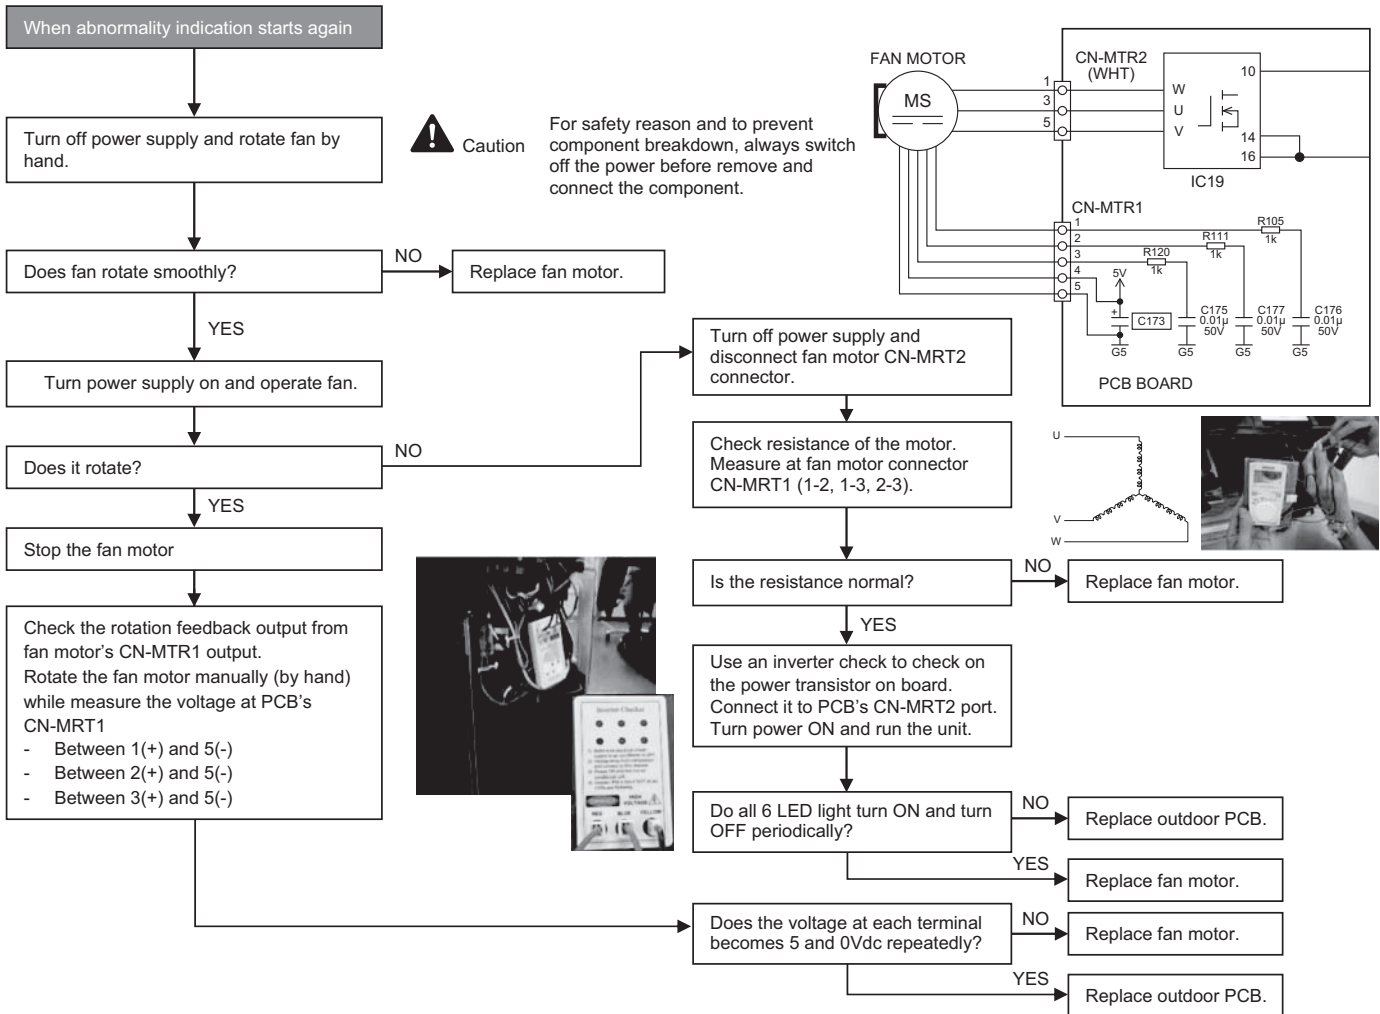 When abnormality indication starts again
Turn off power supply and rotate fan by
hand.
Caution
For safety reason and to prevent
component breakdown, always switch
off the power before remove and
connect the component.
Does fan rotate smoothly?
NO
Replace fan motor.
YES
Turn power supply on and operate fan.
Does it rotate?
NO
YES
Stop the fan motor
Check the rotation feedback output from
fan motor's CN-MTR1 output.
Rotate the fan motor manually (by hand)
while measure the voltage at PCB's
CN-MRT1
- Between 1(+) and 5(-)
- Between 2(+) and 5(-)
- Between 3(+) and 5(-)
Turn off power supply and
disconnect fan motor CN-MRT2
connector.
Check resistance of the motor.
Measure at fan motor connector
CN-MRT1 (1-2, 1-3, 2-3).
Is the resistance normal?
NO
Replace fan motor.
YES
Use an inverter check to check on
the power transistor on board.
Connect it to PCB's CN-MRT2 port.
Turn power ON and run the unit.
Do all 6 LED light turn ON and turn
OFF periodically?
NO
Replace outdoor PCB.
YES
Replace fan motor.
Does the voltage at each terminal
becomes 5 and 0Vdc repeatedly?
NO
Replace fan motor.
YES
Replace outdoor PCB.
FAN MOTOR
MS
CN-MTR2
(WHT)
1
3
5
W
U
V
10
14
16
IC19
CN-MTR1
1
2
3
4
5
R105
1k
R111
1k
R120
1k
5V
+
C173
C175
0.01µ
50V
C177
0.01µ
50V
C176
0.01µ
50V
G5
G5
G5
G5
PCB BOARD
U
V
W
Inverter Checker
HIGH
VOLTAGE
RED
BLUE
YELLOW